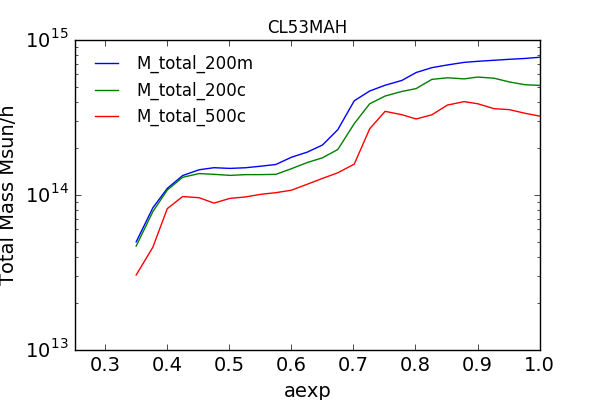 CL53MAH
10^15
M_total_200m
M_total_200c
M_total_500c
Total Mass Msun/h
10^14
10^13
0.3 0.4 0.5 0.6 0.7 0.8 0.9 1.0
aexp